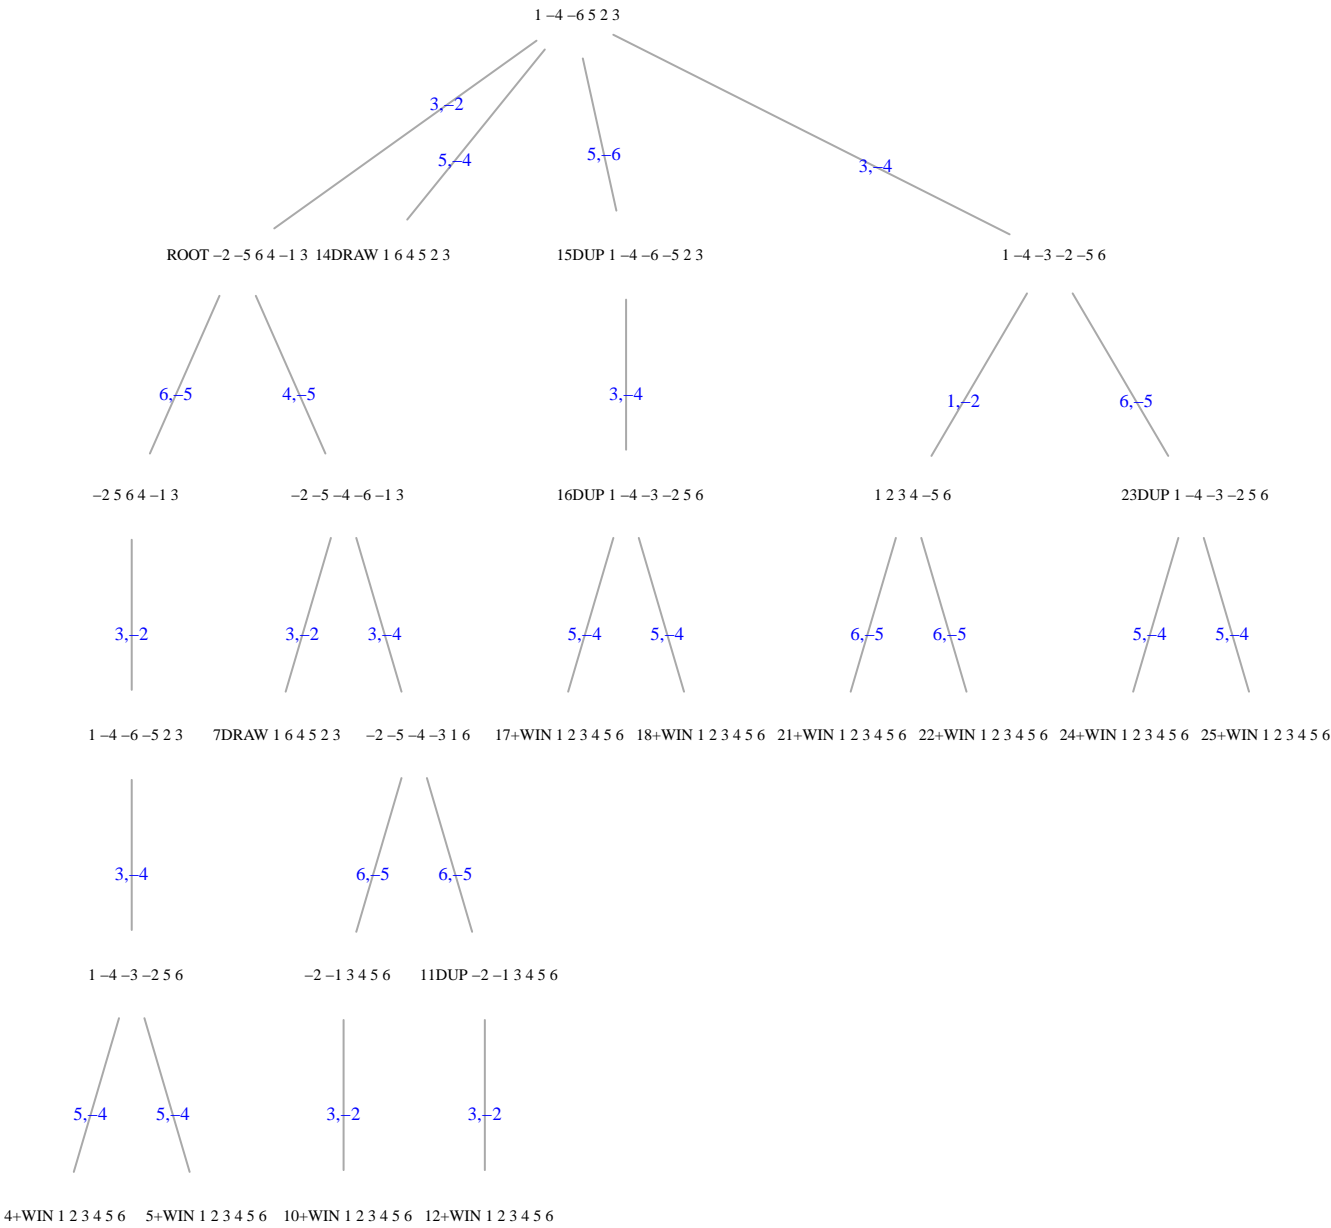 1 –4 –6 5 2 3
3,–2
5,–4
5,–6
3,–4
ROOT –2 –5 6 4 –1 3
14DRAW 1 6 4 5 2 3
15DUP 1 –4 –6 –5 2 3
1 –4 –3 –2 –5 6
6,–5
4,–5
3,–4
1,–2
6,–5
–2 5 6 4 –1 3
–2 –5 –4 –6 –1 3
16DUP 1 –4 –3 –2 5 6
1 2 3 4 –5 6
23DUP 1 –4 –3 –2 5 6
3,–2
3,–2
3,–4
5,–4
5,–4
6,–5
6,–5
5,–4
5,–4
1 –4 –6 –5 2 3
7DRAW 1 6 4 5 2 3
–2 –5 –4 –3 1 6
17+WIN 1 2 3 4 5 6
18+WIN 1 2 3 4 5 6
21+WIN 1 2 3 4 5 6
22+WIN 1 2 3 4 5 6
24+WIN 1 2 3 4 5 6
25+WIN 1 2 3 4 5 6
3,–4
6,–5
6,–5
1 –4 –3 –2 5 6
–2 –1 3 4 5 6
11DUP –2 –1 3 4 5 6
5,–4
5,–4
3,–2
3,–2
4+WIN 1 2 3 4 5 6
5+WIN 1 2 3 4 5 6
10+WIN 1 2 3 4 5 6
12+WIN 1 2 3 4 5 6